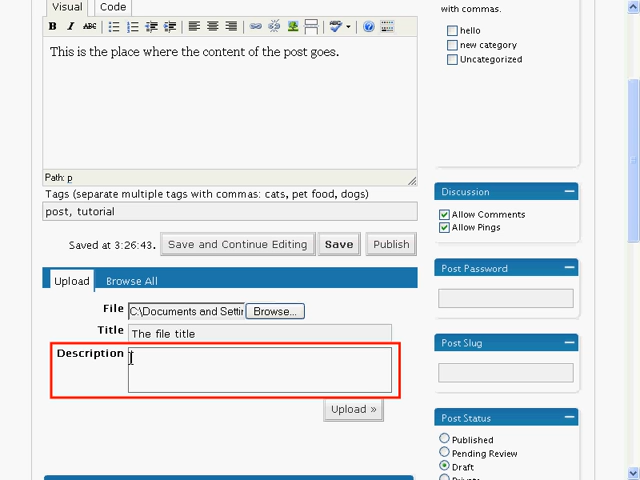 Visual
Code
with commas.
B I ABC
hello
new category
Uncategorized
This is the place where the content of the post goes.
Path: p
Tags (separate multiple tags with commas: cats, pet food, dogs)
post, tutorial
Discussion
Allow Comments
Allow Pings
Saved at 3:26:43.
Save and Continue Editing
Save
Publish
Post Password
Upload
Browse All
File
C:\Documents and Settin
Browse...
Title
The file title
Description
Upload »
Post Slug
Post Status
Published
Pending Review
Draft